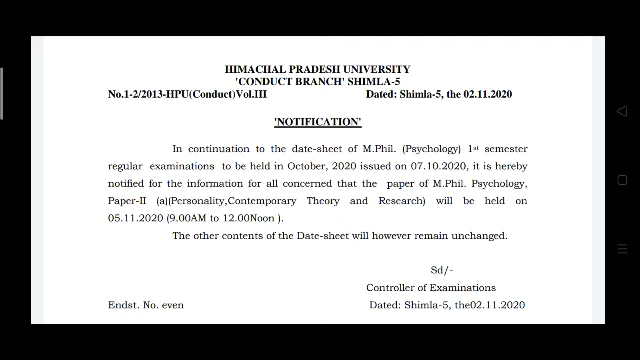 HIMACHAL PRADESH UNIVERSITY
'CONDUCT BRANCH' SHIMLA-5
No.1-2/2013-HPU(Conduct)Vol.III Dated: Shimla-5, the 02.11.2020
'NOTIFICATION'
In continuation to the date-sheet of M.Phil. (Psychology) 1st semester
regular examinations to be held in October, 2020 issued on 07.10.2020, it is hereby
notified for the information for all concerned that the paper of M.Phil. Psychology,
Paper-II (a)(Personality,Contemporary Theory and Research) will be held on
05.11.2020 (9.00AM to 12.00Noon ).
The other contents of the Date-sheet will however remain unchanged.
Sd/-
Controller of Examinations
Endst. No. even Dated: Shimla-5, the02.11.2020